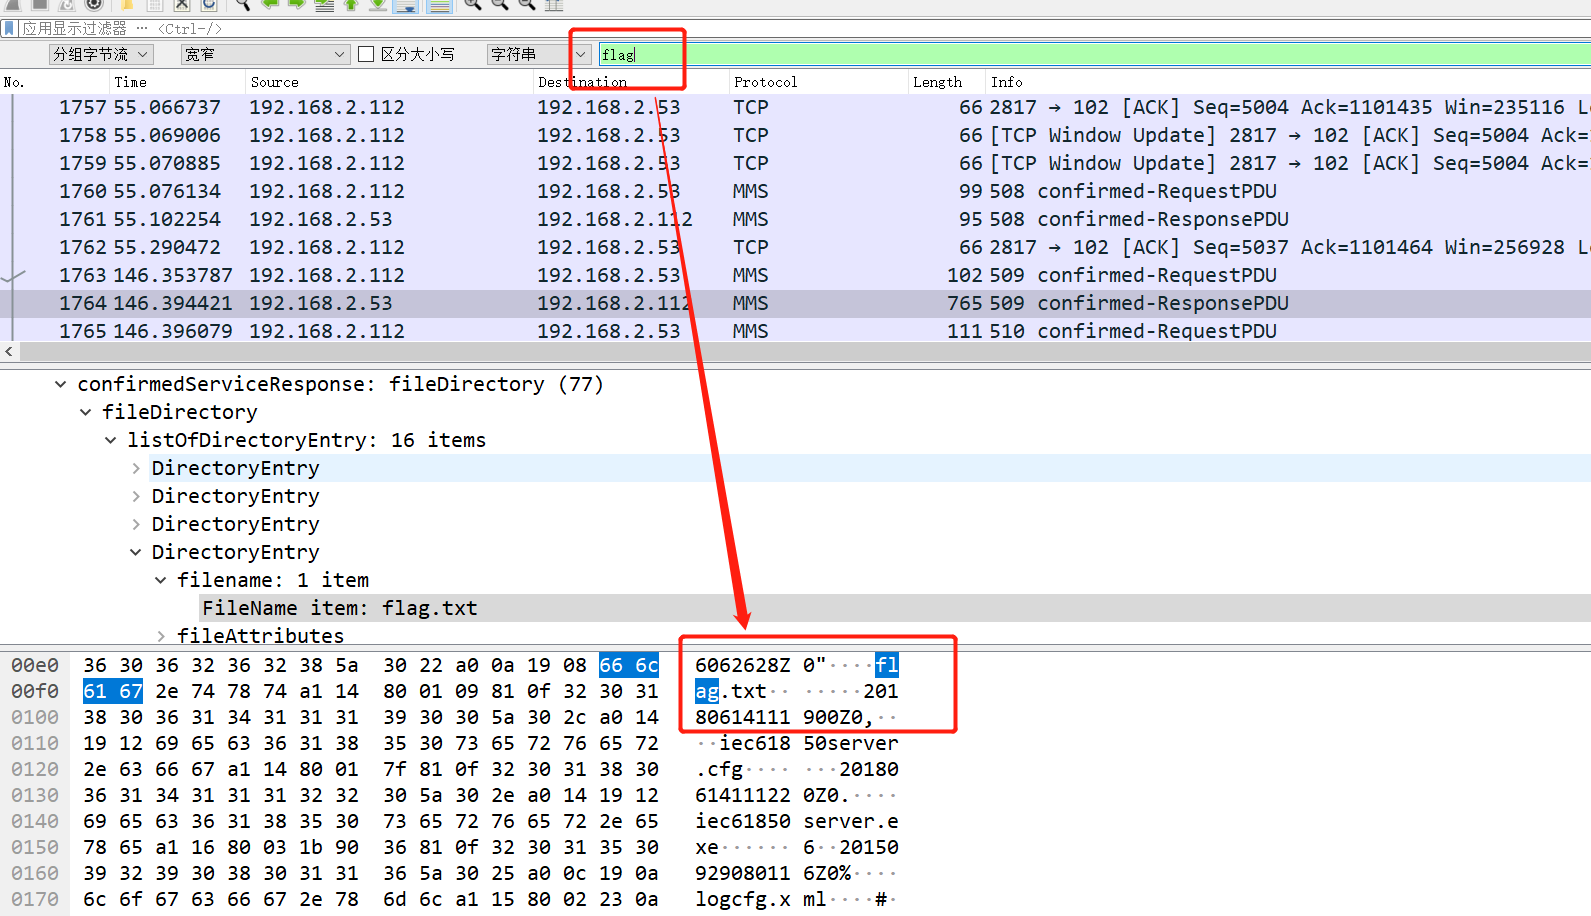 应用显示过滤器 … <Ctrl-/>
分组字节流 宽窄 区分大小写 字符串 flag
No. Time Source Destination Protocol Length Info
1757 55.066737 192.168.2.112 192.168.2.53 TCP 66 2817 → 102 [ACK] Seq=5004 Ack=1101435 Win=235116 L
1758 55.069006 192.168.2.112 192.168.2.53 TCP 66 [TCP Window Update] 2817 → 102 [ACK] Seq=5004 Ack=
1759 55.070885 192.168.2.112 192.168.2.53 TCP 66 [TCP Window Update] 2817 → 102 [ACK] Seq=5004 Ack=
1760 55.076134 192.168.2.112 192.168.2.53 MMS 99 508 confirmed-RequestPDU
1761 55.102254 192.168.2.53 192.168.2.112 MMS 95 508 confirmed-ResponsePDU
1762 55.290472 192.168.2.112 192.168.2.53 TCP 66 2817 → 102 [ACK] Seq=5037 Ack=1101464 Win=256928 L
1763 146.353787 192.168.2.112 192.168.2.53 MMS 102 509 confirmed-RequestPDU
1764 146.394421 192.168.2.53 192.168.2.112 MMS 765 509 confirmed-ResponsePDU
1765 146.396079 192.168.2.112 192.168.2.53 MMS 111 510 confirmed-RequestPDU
confirmedServiceResponse: fileDirectory (77)
fileDirectory
listOfDirectoryEntry: 16 items
DirectoryEntry
DirectoryEntry
DirectoryEntry
DirectoryEntry
filename: 1 item
FileName item: flag.txt
fileAttributes
00e0 36 30 36 32 36 32 38 5a 30 22 a0 0a 19 08 66 6c 6062628Z 0"····fl
00f0 61 67 2e 74 78 74 a1 14 80 01 09 81 0f 32 30 31 ag.txt·· ·····201
0100 38 30 36 31 34 31 31 31 39 30 30 5a 30 2c a0 14 80614111 900Z0,··
0110 19 12 69 65 63 36 31 38 35 30 73 65 72 76 65 72 ··iec618 50server
0120 2e 63 66 67 a1 14 80 01 7f 81 0f 32 30 31 38 30 .cfg···· ···20180
0130 36 31 34 31 31 31 32 32 30 5a 30 2e a0 14 19 12 61411122 0Z0.····
0140 69 65 63 36 31 38 35 30 73 65 72 76 65 72 2e 65 iec61850 server.e
0150 78 65 a1 16 80 03 1b 90 36 81 0f 32 30 31 35 30 xe······ 6··20150
0160 39 32 39 30 38 30 31 31 36 5a 30 25 a0 0c 19 0a 92908011 6Z0%····
0170 6c 6f 67 63 66 67 2e 78 6d 6c a1 15 80 02 23 0a logcfg.x ml····#·